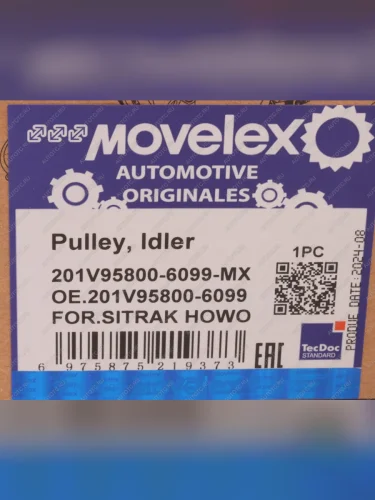 MOVELEX
AUTOMOTIVE
ORIGINALES
Pulley, Idler
201V95800-6099-MX
OE.201V95800-6099
FOR.SITRAK HOWO
1PC
PRODUE DATE:2024-08
6 975875 219373
EAC
TecDoc
STANDARD